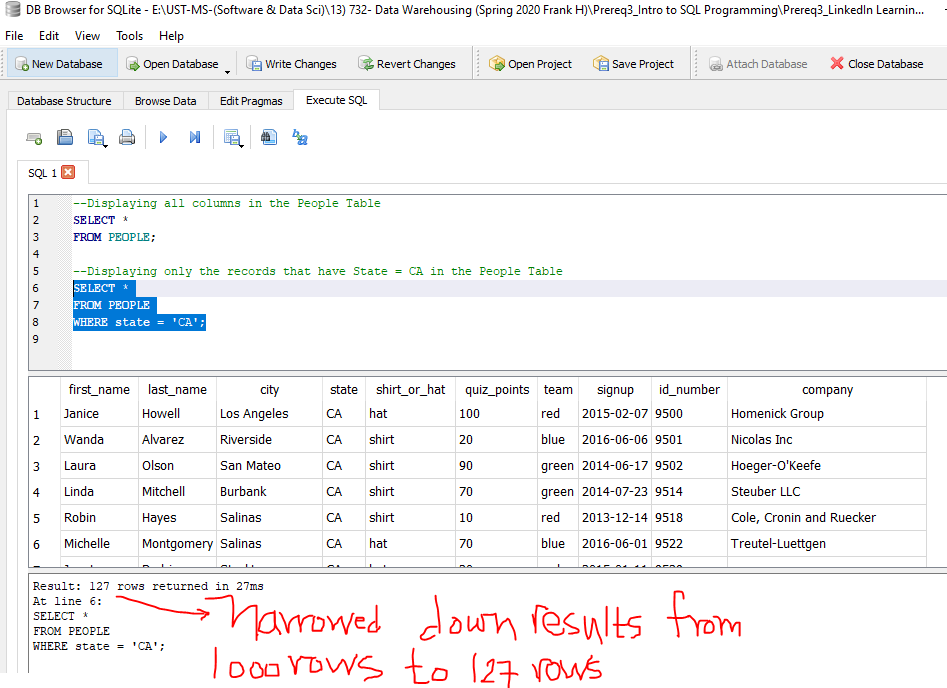 DB Browser for SQLite - E:\UST-MS-(Software & Data Sci)\13) 732- Data Warehousing (Spring 2020 Frank H)\Prereq3_Intro to SQL Programming\Prereq3_LinkedIn Learnin...
File Edit View Tools Help
New Database Open Database Write Changes Revert Changes Open Project Save Project Attach Database Close Database
Database Structure Browse Data Edit Pragmas Execute SQL
SQL 1
1 --Displaying all columns in the People Table
2 SELECT *
3 FROM PEOPLE;
4
5 --Displaying only the records that have State = CA in the People Table
6 SELECT *
7 FROM PEOPLE
8 WHERE state = 'CA';
9
first_name last_name city state shirt_or_hat quiz_points team signup id_number company
1 Janice Howell Los Angeles CA hat 100 red 2015-02-07 9500 Homenick Group
2 Wanda Alvarez Riverside CA shirt 20 blue 2016-06-06 9501 Nicolas Inc
3 Laura Olson San Mateo CA shirt 90 green 2014-06-17 9502 Hoeger-O'Keefe
4 Linda Mitchell Burbank CA shirt 70 green 2014-07-23 9514 Steuber LLC
5 Robin Hayes Salinas CA shirt 10 red 2013-12-14 9518 Cole, Cronin and Ruecker
6 Michelle Montgomery Salinas CA hat 70 blue 2016-06-01 9522 Treutel-Luettgen
Result: 127 rows returned in 27ms
At line 6:
SELECT *
FROM PEOPLE
WHERE state = 'CA';
Narrowed down results from
1000 rows to 127 rows